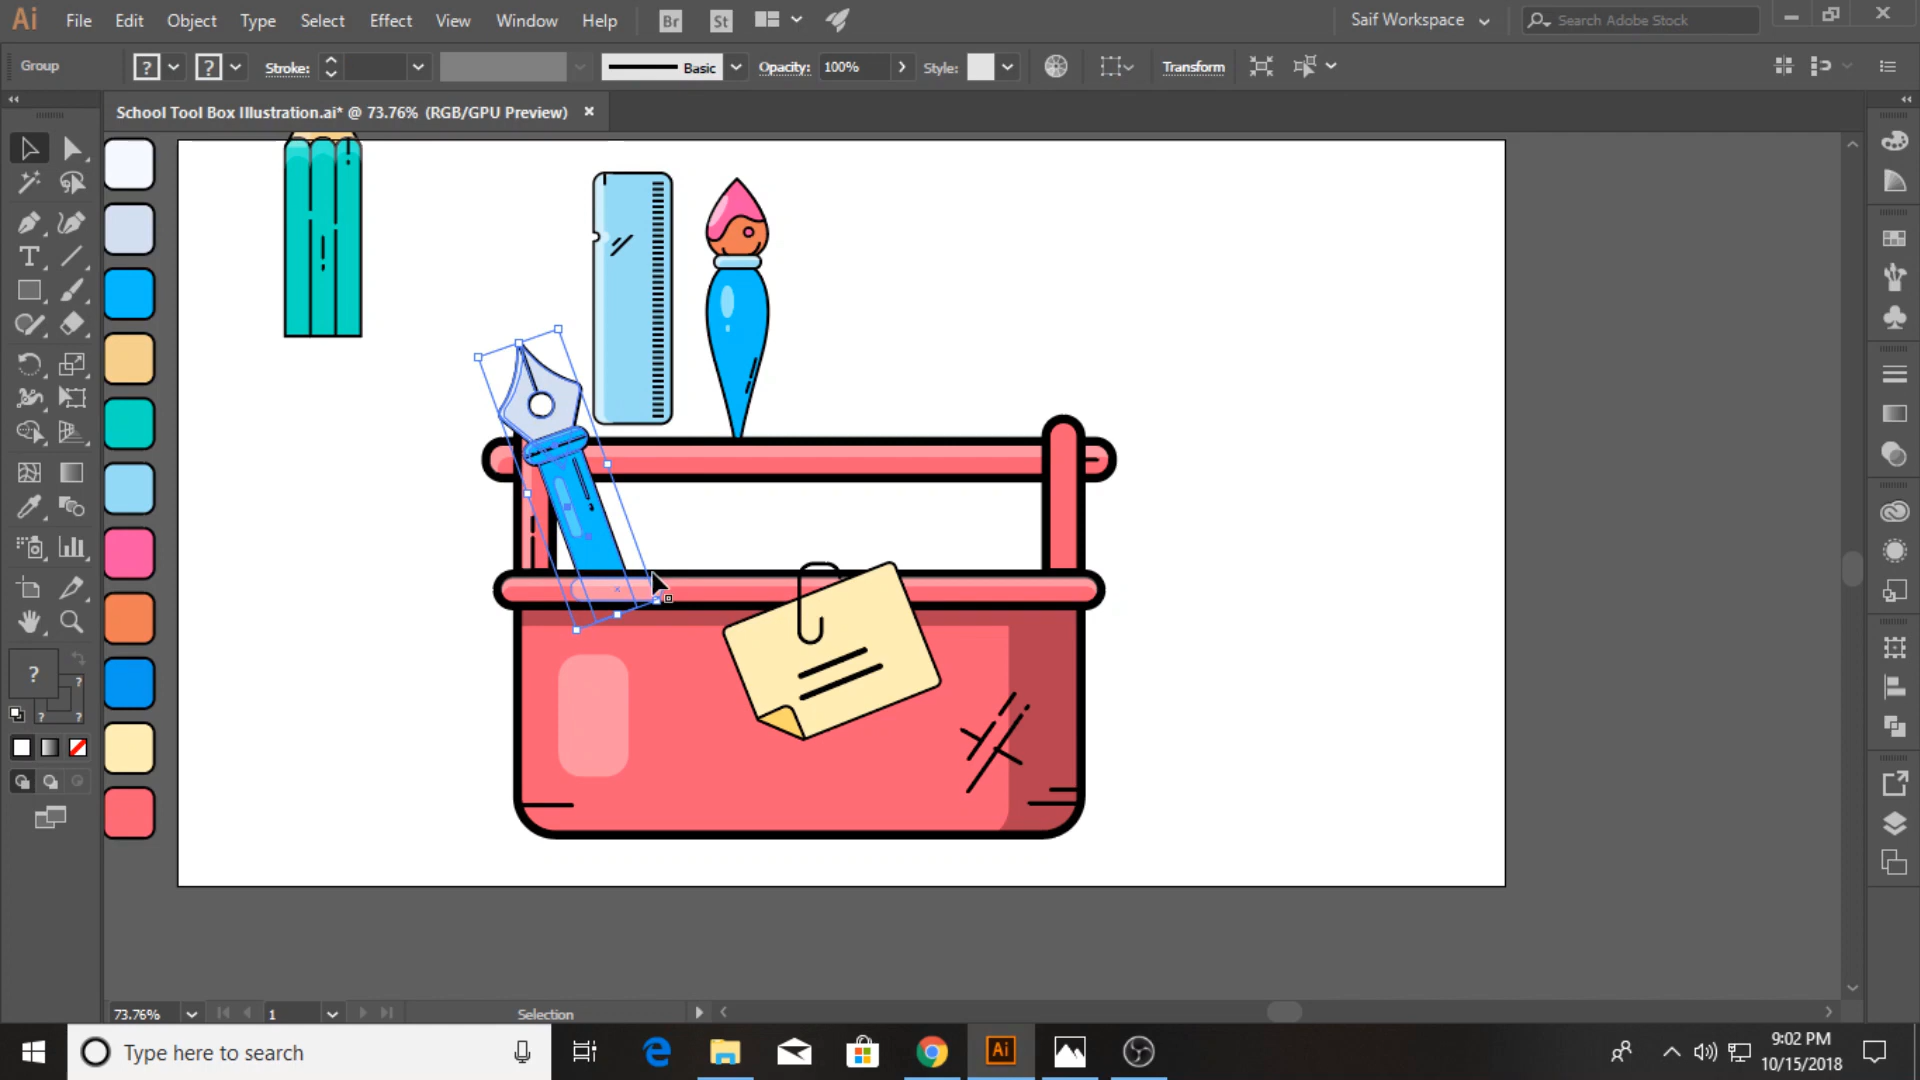 Ai File Edit Object Type Select Effect View Window Help Br St Saif Workspace Search Adobe Stock
Group ? ? Stroke: Basic Opacity: 100% Style: Transform
School Tool Box Illustration.ai* @ 73.76% (RGB/GPU Preview)
T
?
?
? ?
73.76% 1 Selection
Type here to search Ai 9:02 PM
10/15/2018